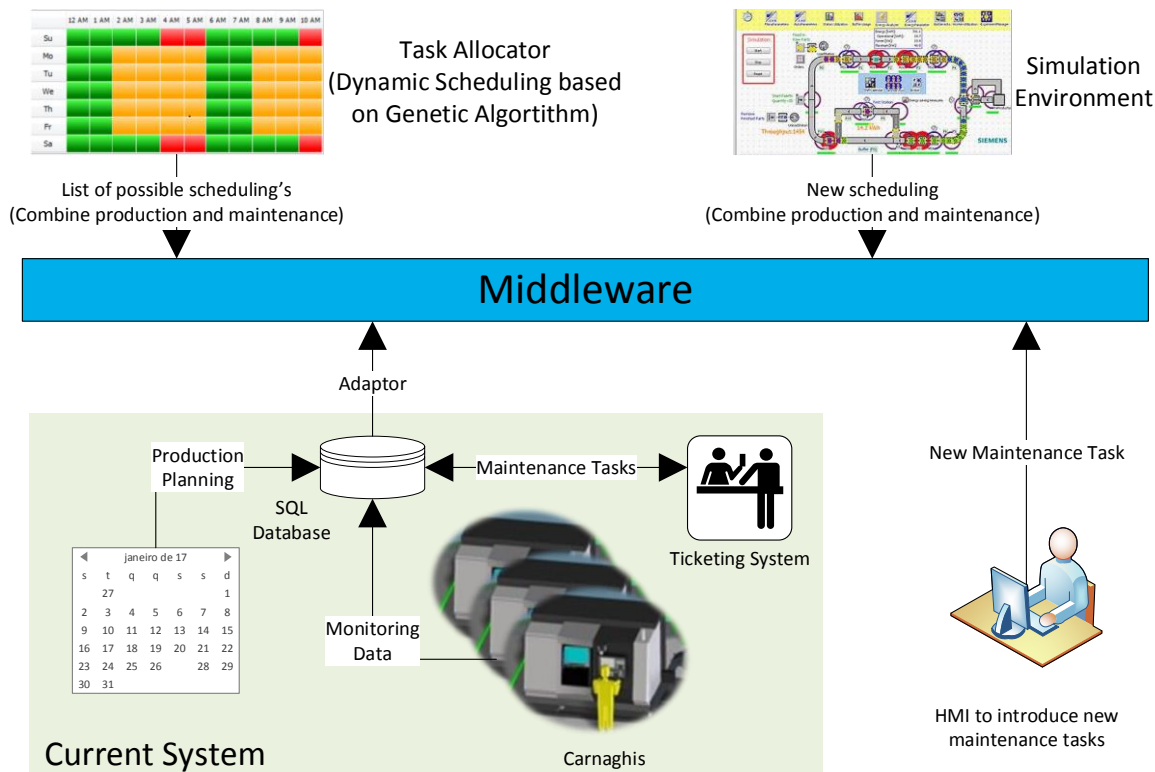 12 AM 1 AM 2 AM 3 AM 4 AM 5 AM 6 AM 7 AM 8 AM 9 AM 10 AM
Su
Mo
Tu
We
Th
Fr
Sa
Task Allocator
(Dynamic Scheduling based
on Genetic Algortithm)
Simulation
Start
Stop
Reset
SIEMENS
Simulation
Environment
List of possible scheduling's
(Combine production and maintenance)
New scheduling
(Combine production and maintenance)
Middleware
Adaptor
Production
Planning
SQL
Database
Maintenance Tasks
Ticketing System
New Maintenance Task
janeiro de 17
s t q q s s d
27 1
2 3 4 5 6 7 8
9 10 11 12 13 14 15
16 17 18 19 20 21 22
23 24 25 26 28 29
30 31
Monitoring
Data
Carnaghis
Current System
HMI to introduce new
maintenance tasks